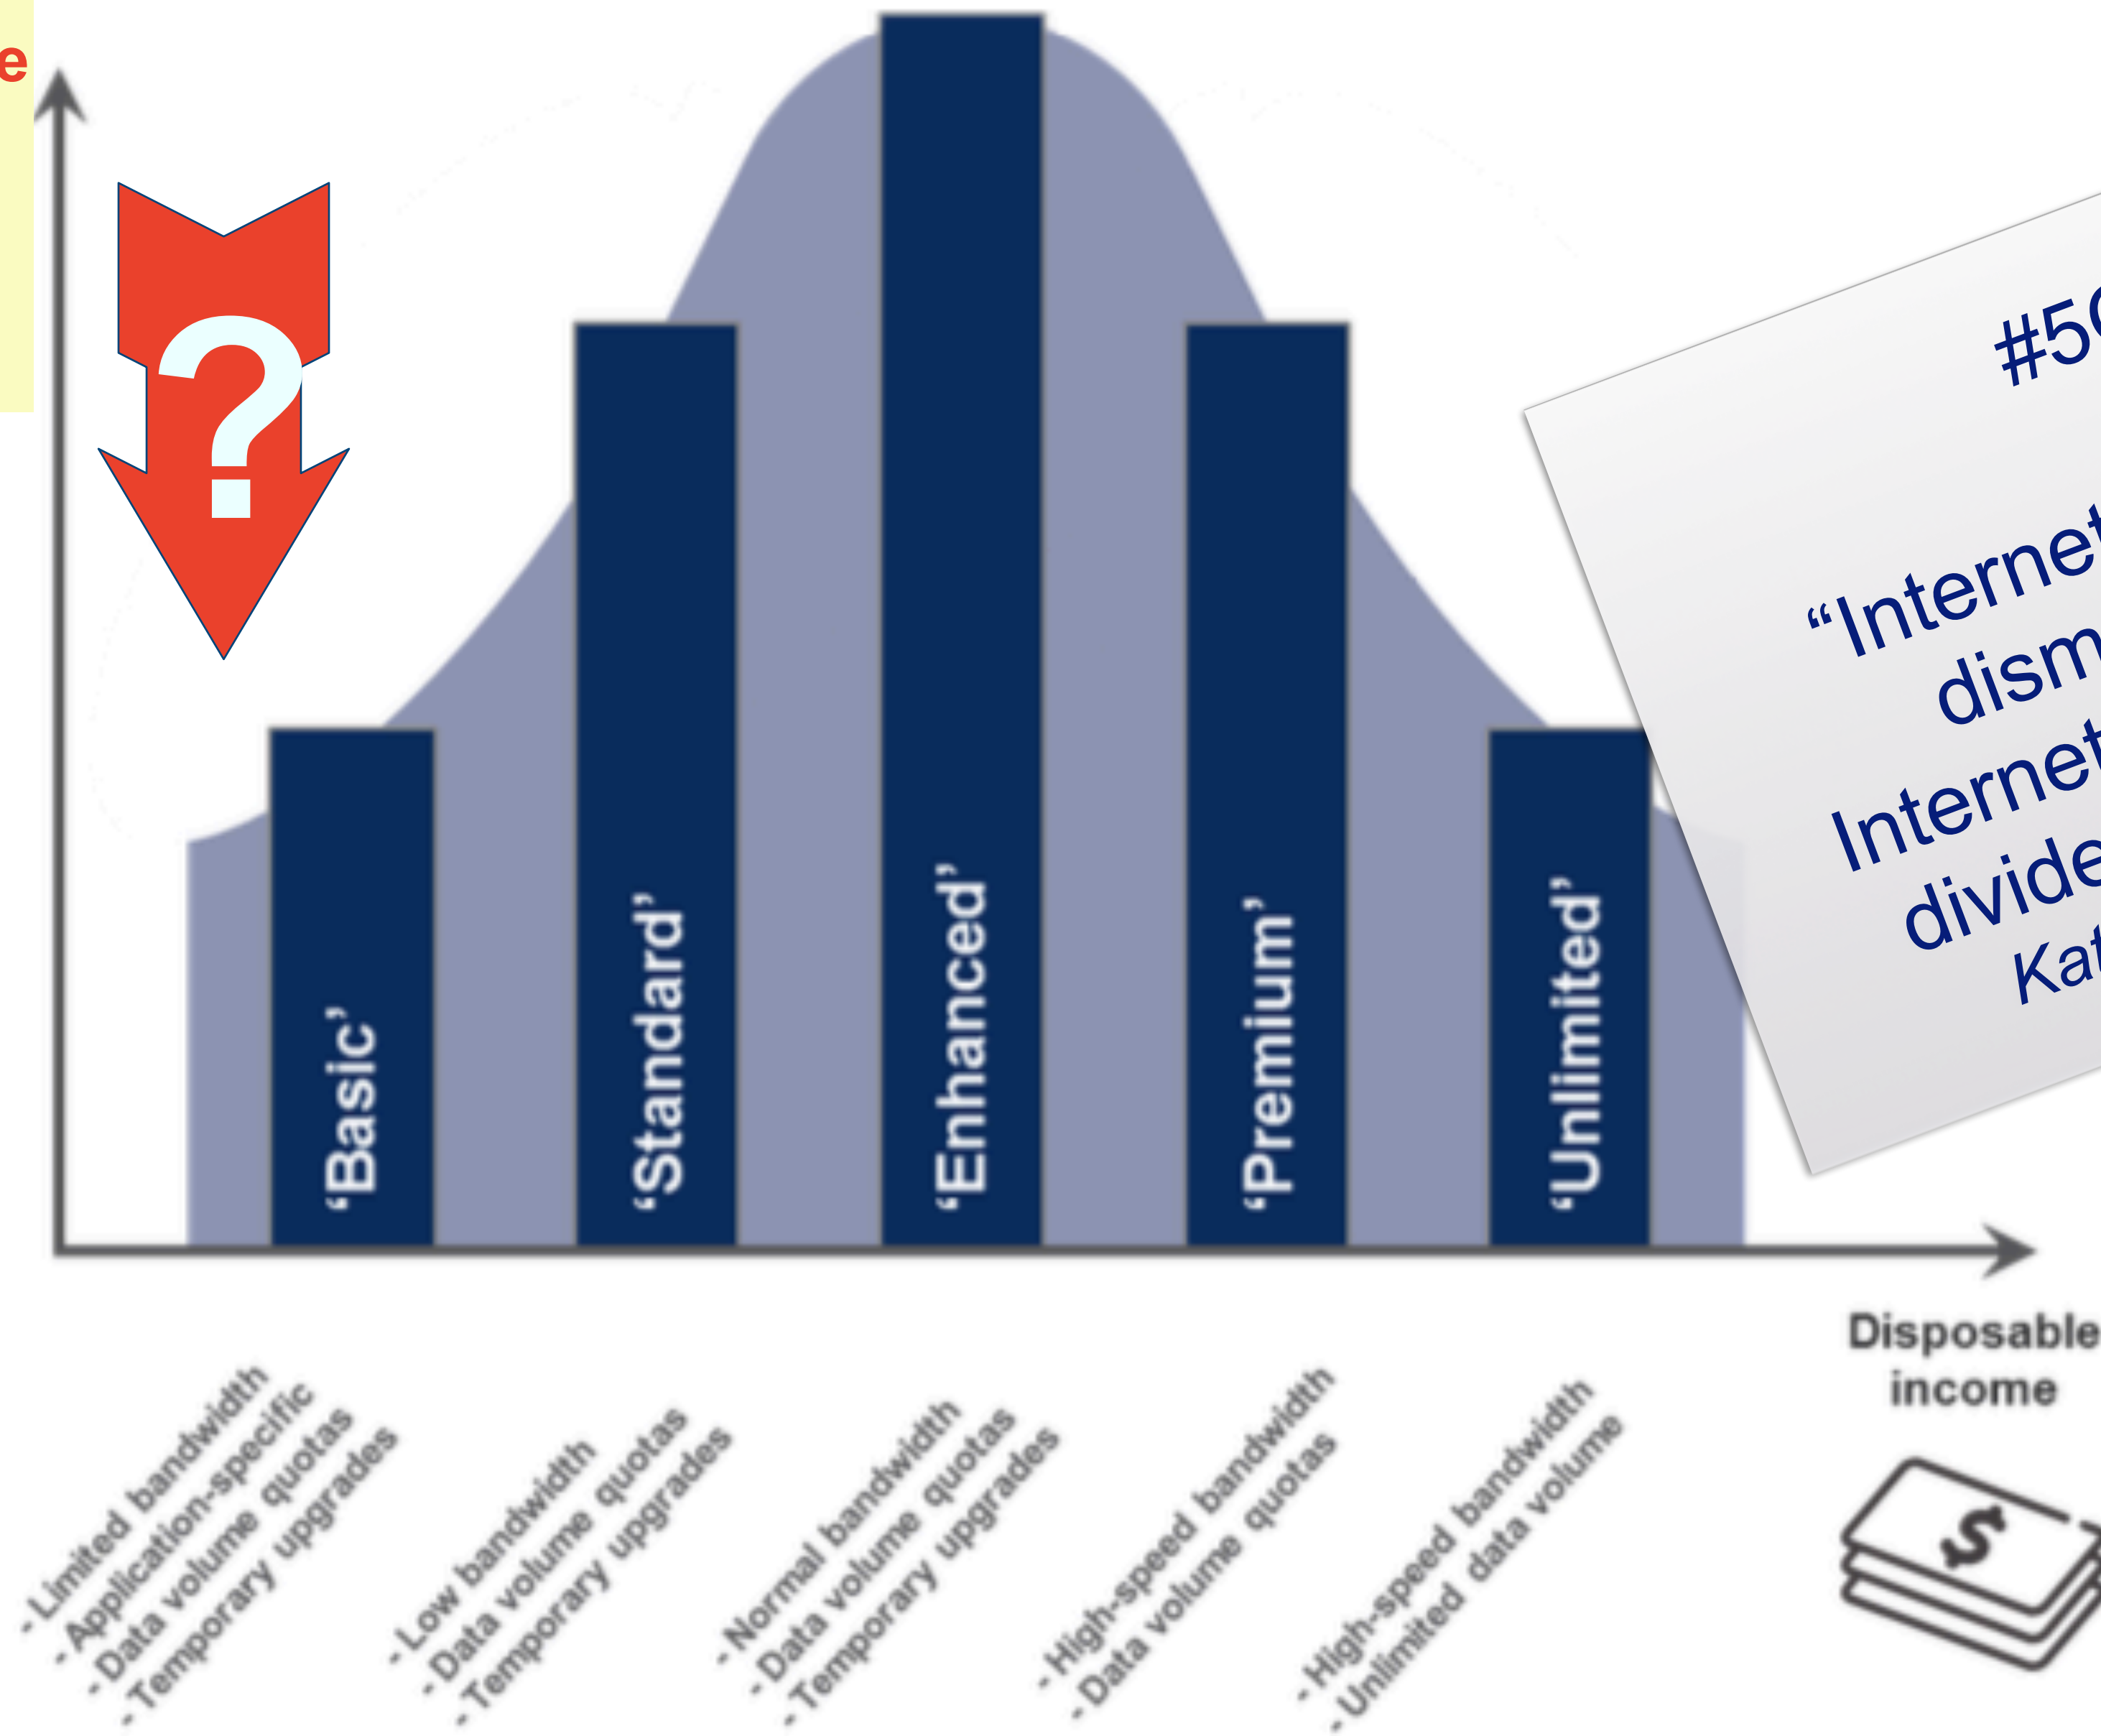 e
?
#5
“Internet
dism
Internet
divide
Kat
‘Basic’
‘Standard’
‘Enhanced’
‘Premium’
‘Unlimited’
- Limited bandwidth
- Application-specific
- Data volume quotas
- Temporary upgrades
- Low bandwidth
- Data volume quotas
- Temporary upgrades
- Normal bandwidth
- Data volume quotas
- Temporary upgrades
- High-speed bandwidth
- Data volume quotas
- High-speed bandwidth
- Unlimited data volume
Disposable
income
$